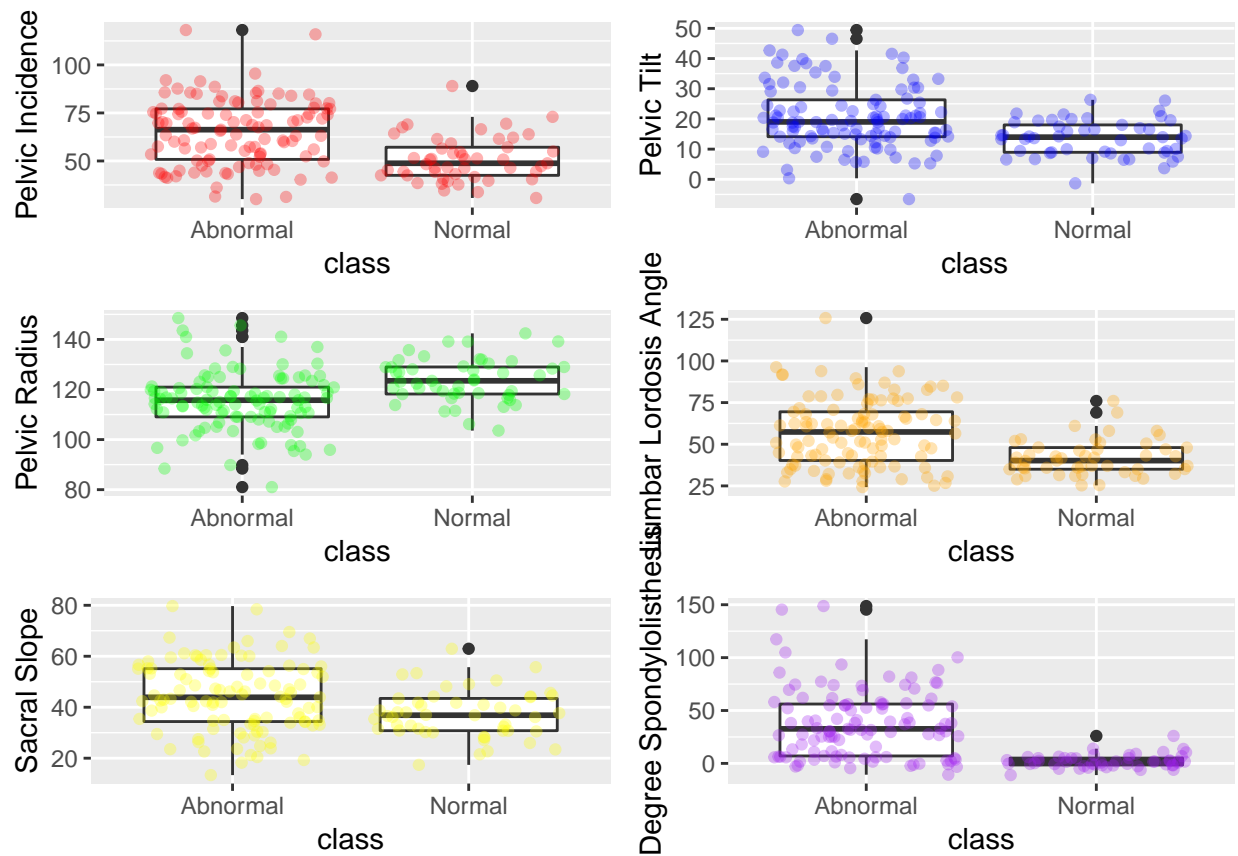 Pelvic Incidence
100
75
50
Abnormal
Normal
class
Pelvic Tilt
50
40
30
20
10
0
Abnormal
Normal
class
Pelvic Radius
140
120
100
80
Abnormal
Normal
class
Lumbar Lordosis Angle
125
100
75
50
25
Abnormal
Normal
class
Sacral Slope
80
60
40
20
Abnormal
Normal
class
Degree Spondylolisthesis
150
100
50
0
Abnormal
Normal
class